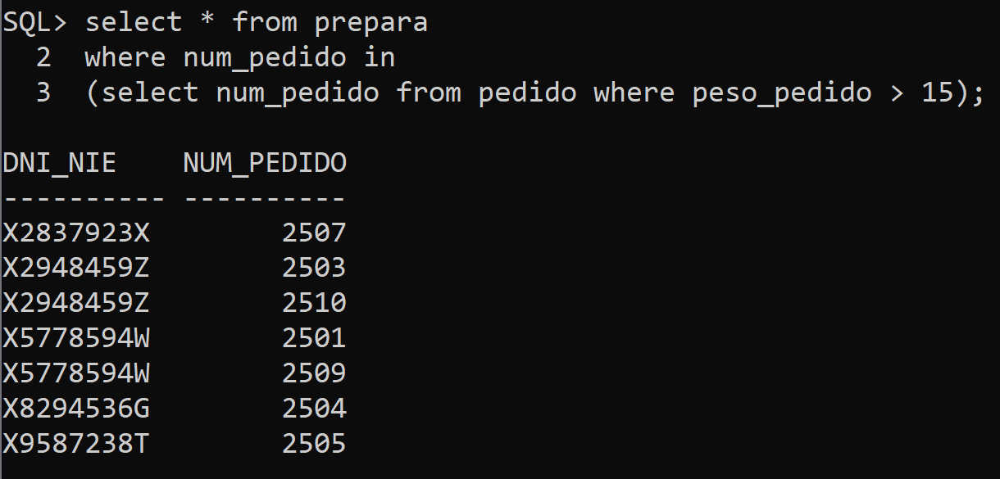 SQL> select * from prepara
  2  where num_pedido in
  3  (select num_pedido from pedido where peso_pedido > 15);
DNI_NIE    NUM_PEDIDO
---------- ----------
X2837923X        2507
X2948459Z        2503
X2948459Z        2510
X5778594W        2501
X5778594W        2509
X8294536G        2504
X9587238T        2505